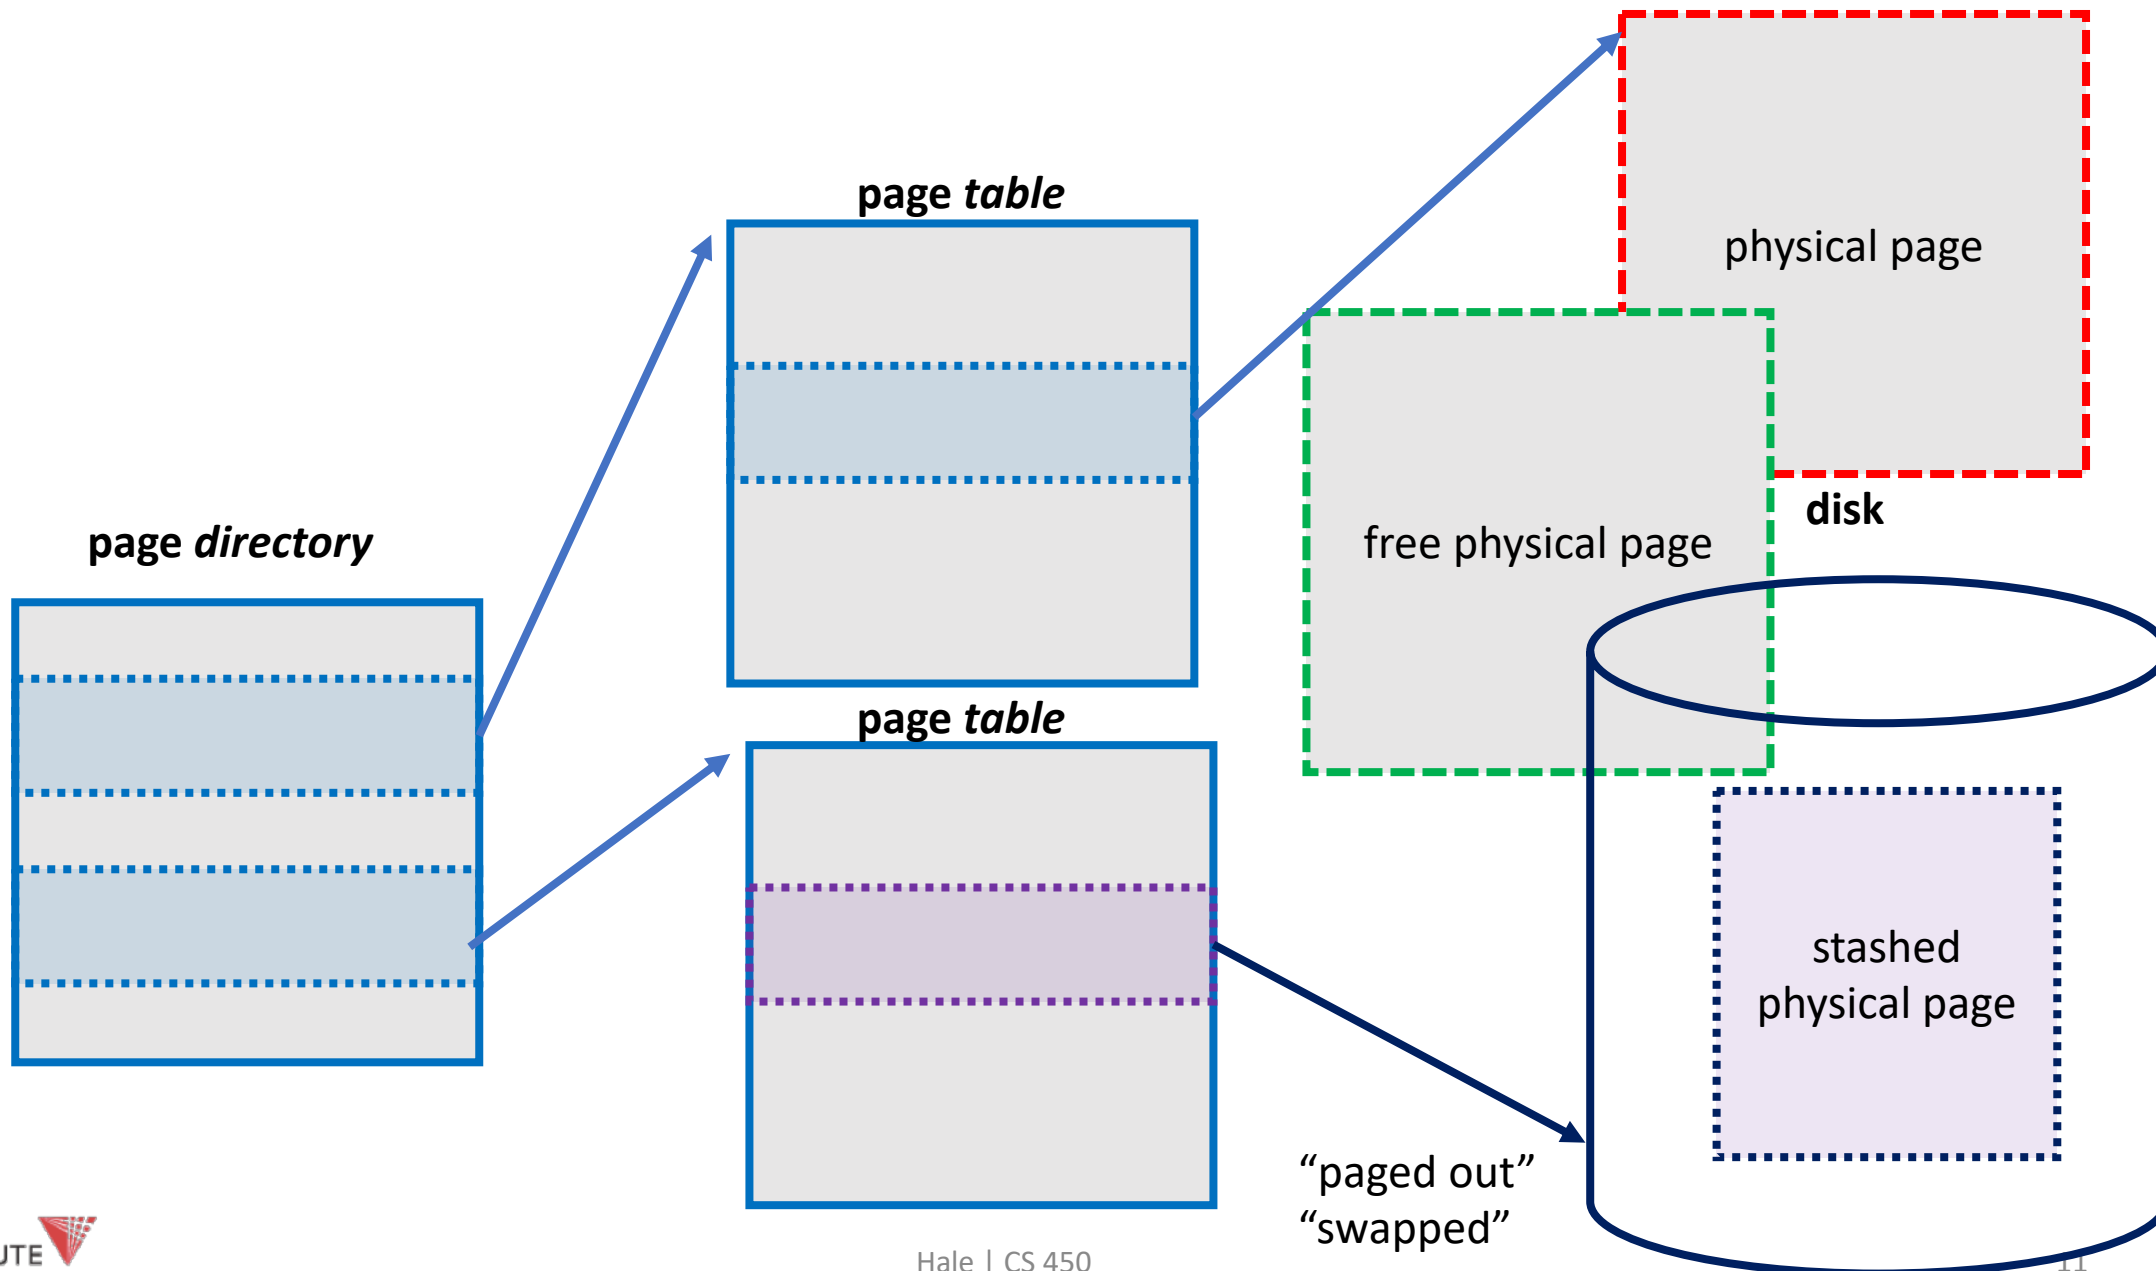 page directory
page table
page table
physical page
free physical page
disk
stashed
physical page
“paged out”
“swapped”
Hale | CS 450
11